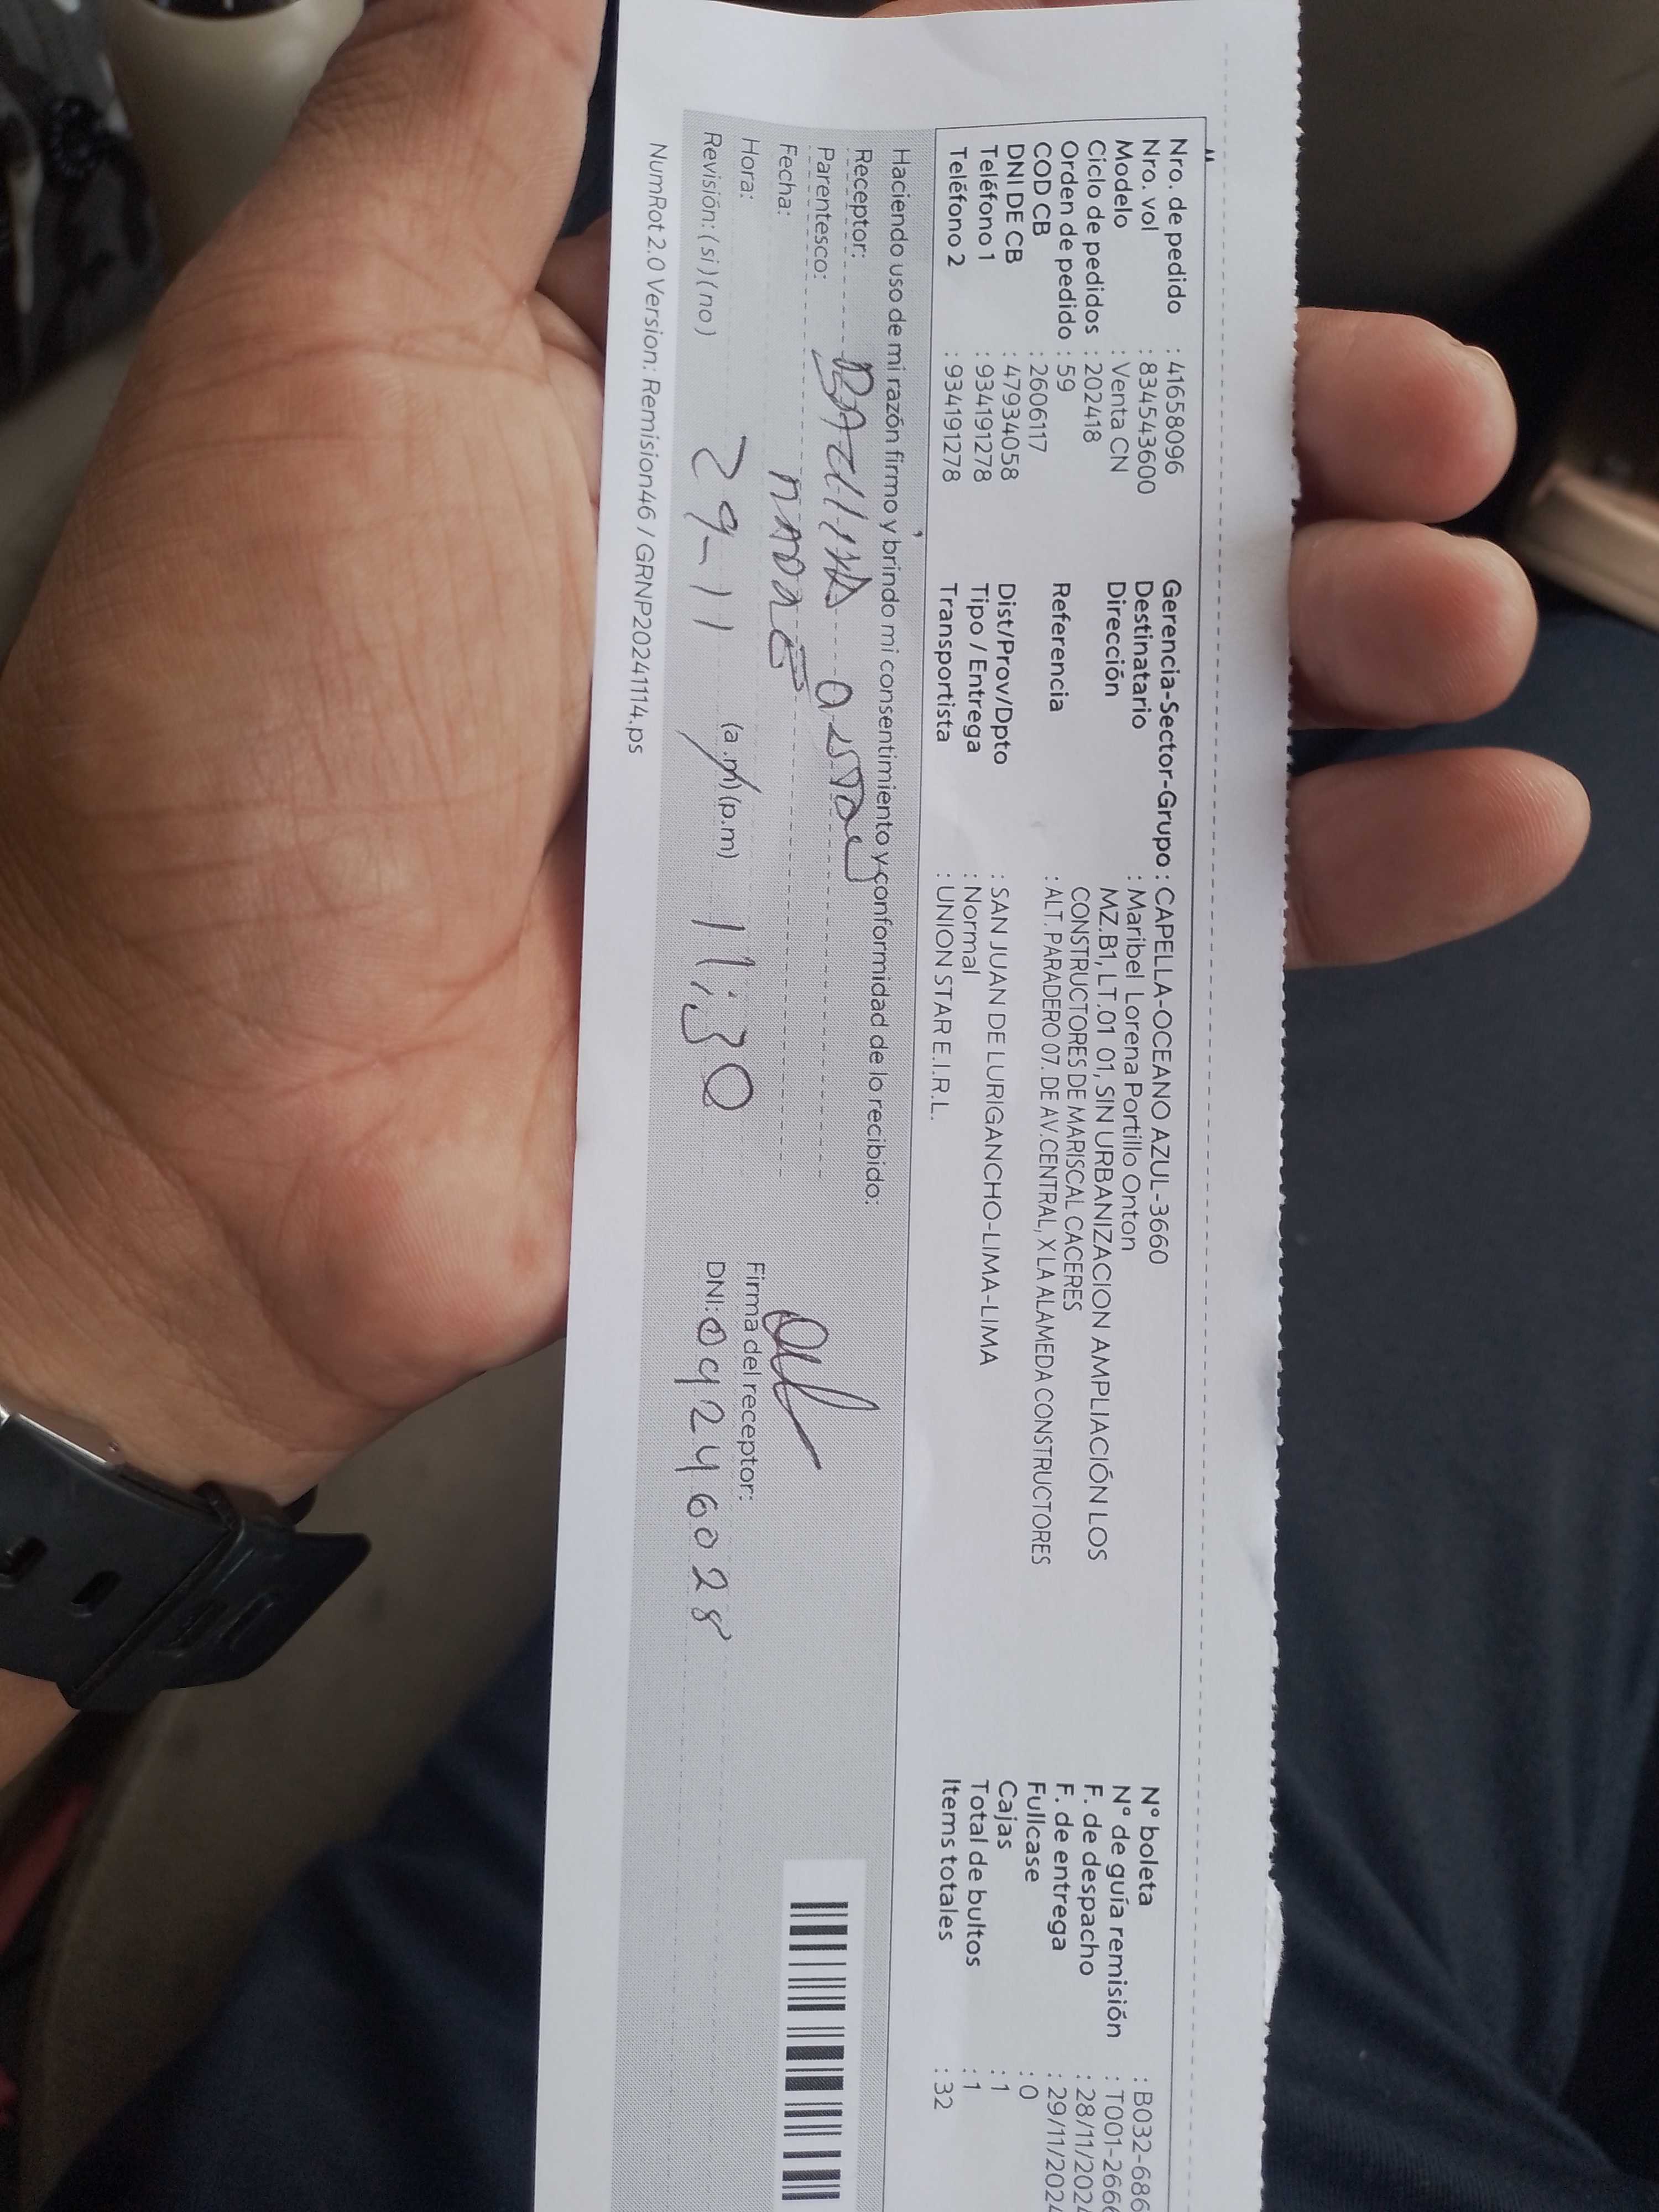 Nro. de pedido : 41658096
Nro. vol : 8345436​00
Modelo : Venta CN
Ciclo de pedidos : 202418
Orden de pedido : 59
COD CB : 2606117
DNI DE CB : 47934058
Teléfono 1 : 934191278
Teléfono 2 : 934191278
Gerencia-Sector-Grupo : CAPELLA-OCEANO AZUL-3660
Destinatario : Maribel Lorena Portillo Onton
Dirección MZ.B1, LT.01 01, SIN URBANIZACION AMPLIACIÓN LOS
CONSTRUCTORES DE MARISCAL CACERES
Referencia : ALT. PARADERO 07. DE AV.CENTRAL, X LA ALAMEDA CONSTRUCTORES
Dist/Prov/Dpto : SAN JUAN DE LURIGANCHO-LIMA-LIMA
Tipo / Entrega : Normal
Transportista : UNION STAR E.I.R.L.
N° boleta : B032-686
N° de guía remisión : T001-266
F. de despacho : 28/11/2024
F. de entrega : 29/11/2024
Fullcase : 0
Cajas : 1
Total de bultos : 1
Items totales : 32
Haciendo uso de mi razón firmo y brindo mi consentimiento y conformidad de lo recibido:
Receptor:
Parentesco:
Fecha: 29-11
Hora: (a.m) (p.m) 11:30
Revisión: (si) (no)
Firma del receptor:
DNI: 09246028
NumRot 2.0 Version: Remision46 / GRNP20241114.ps